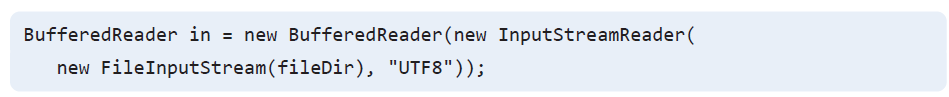 BufferedReader in = new BufferedReader(new InputStreamReader(
new FileInputStream(fileDir), "UTF8"));